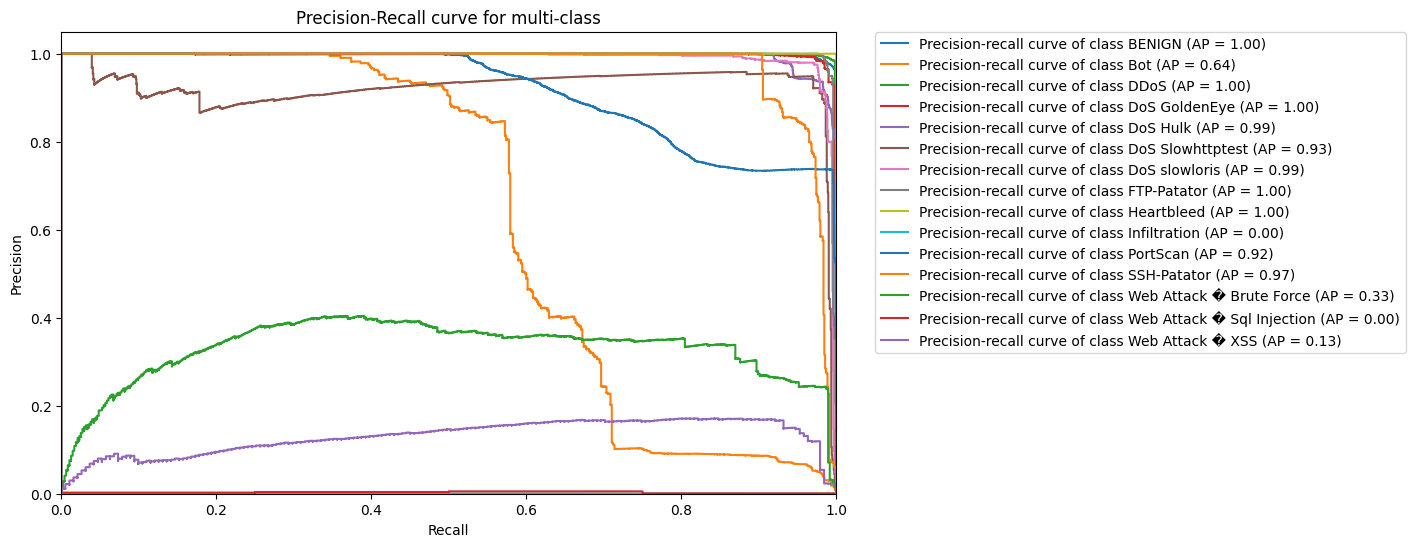 Precision-Recall curve for multi-class
1.0
0.8
0.6
0.4
0.2
0.0
Precision
0.0 0.2 0.4 0.6 0.8 1.0
Recall
Precision-recall curve of class BENIGN (AP = 1.00)
Precision-recall curve of class Bot (AP = 0.64)
Precision-recall curve of class DDoS (AP = 1.00)
Precision-recall curve of class DoS GoldenEye (AP = 1.00)
Precision-recall curve of class DoS Hulk (AP = 0.99)
Precision-recall curve of class DoS Slowhttptest (AP = 0.93)
Precision-recall curve of class DoS slowloris (AP = 0.99)
Precision-recall curve of class FTP-Patator (AP = 1.00)
Precision-recall curve of class Heartbleed (AP = 1.00)
Precision-recall curve of class Infiltration (AP = 0.00)
Precision-recall curve of class PortScan (AP = 0.92)
Precision-recall curve of class SSH-Patator (AP = 0.97)
Precision-recall curve of class Web Attack � Brute Force (AP = 0.33)
Precision-recall curve of class Web Attack � Sql Injection (AP = 0.00)
Precision-recall curve of class Web Attack � XSS (AP = 0.13)